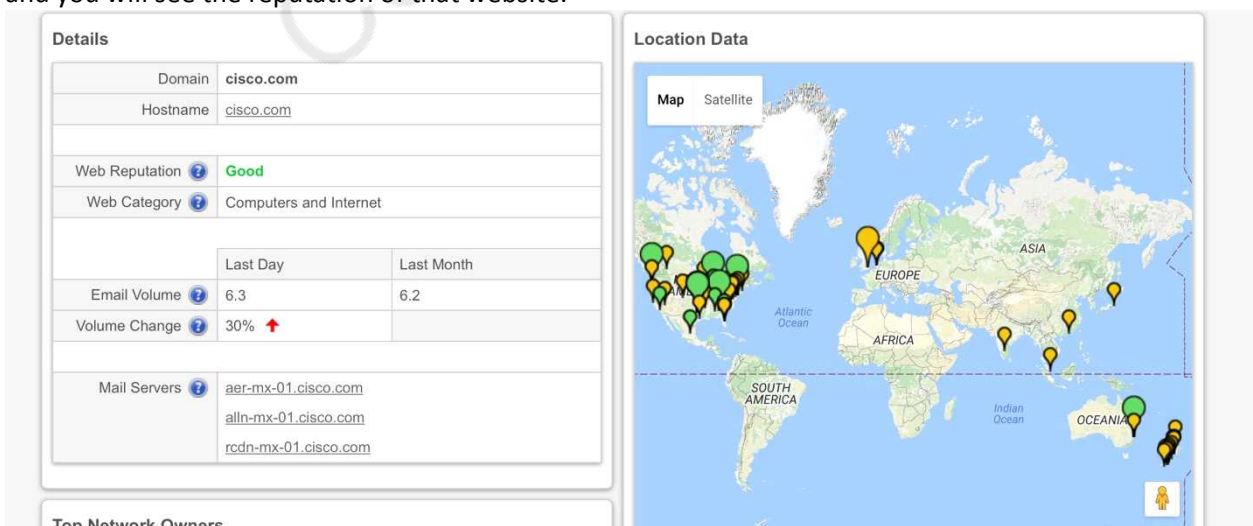 and you will see the reputation of that website.
Details
Domain cisco.com
Hostname cisco.com
Web Reputation ? Good
Web Category ? Computers and Internet
Last Day Last Month
Email Volume ? 6.3 6.2
Volume Change ? 30%
Mail Servers ? aer-mx-01.cisco.com
alln-mx-01.cisco.com
rcdn-mx-01.cisco.com
Top Network Owners
Location Data
Map Satellite
ASIA
EUROPE
Atlantic
Ocean
AFRICA
SOUTH
AMERICA
Indian
Ocean
OCEANIA